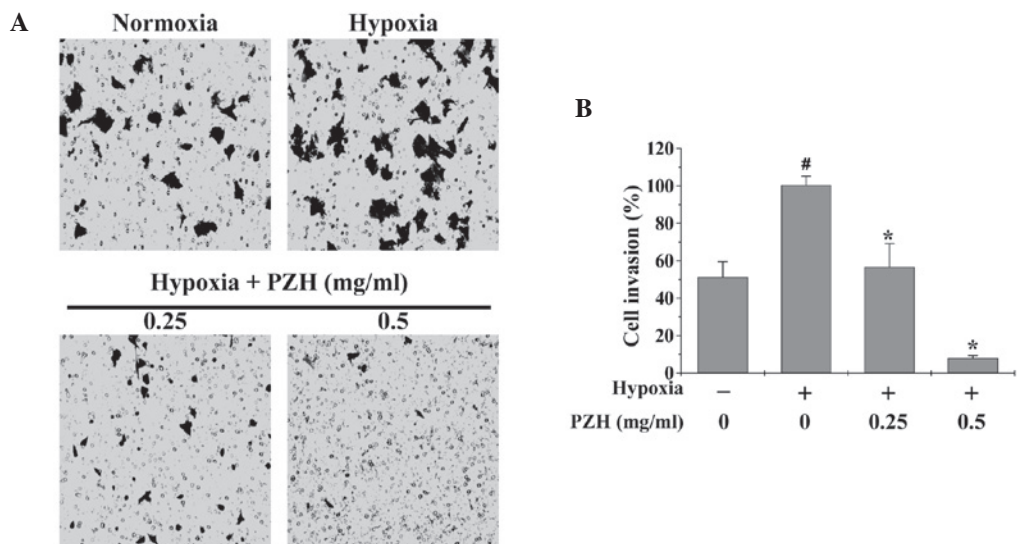 A
Normoxia
Hypoxia
Hypoxia + PZH (mg/ml)
0.25
0.5
B
Cell invasion (%)
120
100
80
60
40
20
0
#
*
*
Hypoxia
− + + +
PZH (mg/ml) 0 0 0.25 0.5